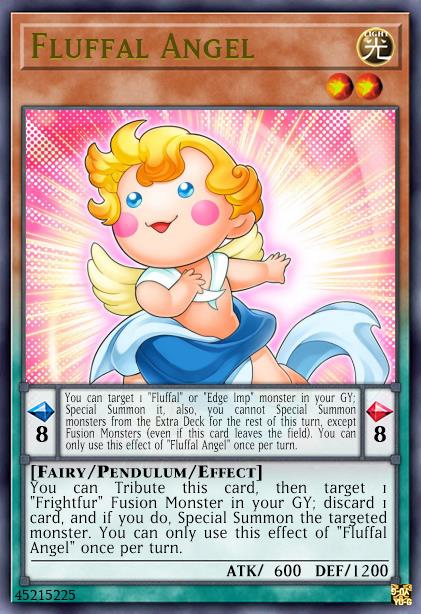 Fluffal Angel
LIGHT
光
You can target 1 "Fluffal" or "Edge Imp" monster in your GY;
Special Summon it, also, you cannot Special Summon
monsters from the Extra Deck for the rest of this turn, except
Fusion Monsters (even if this card leaves the field). You can
only use this effect of "Fluffal Angel" once per turn.
8
8
[Fairy/Pendulum/Effect]
You can Tribute this card, then target 1
"Frightfur" Fusion Monster in your GY; discard 1
card, and if you do, Special Summon the targeted
monster. You can only use this effect of "Fluffal
Angel" once per turn.
ATK/ 600 DEF/1200
45215225